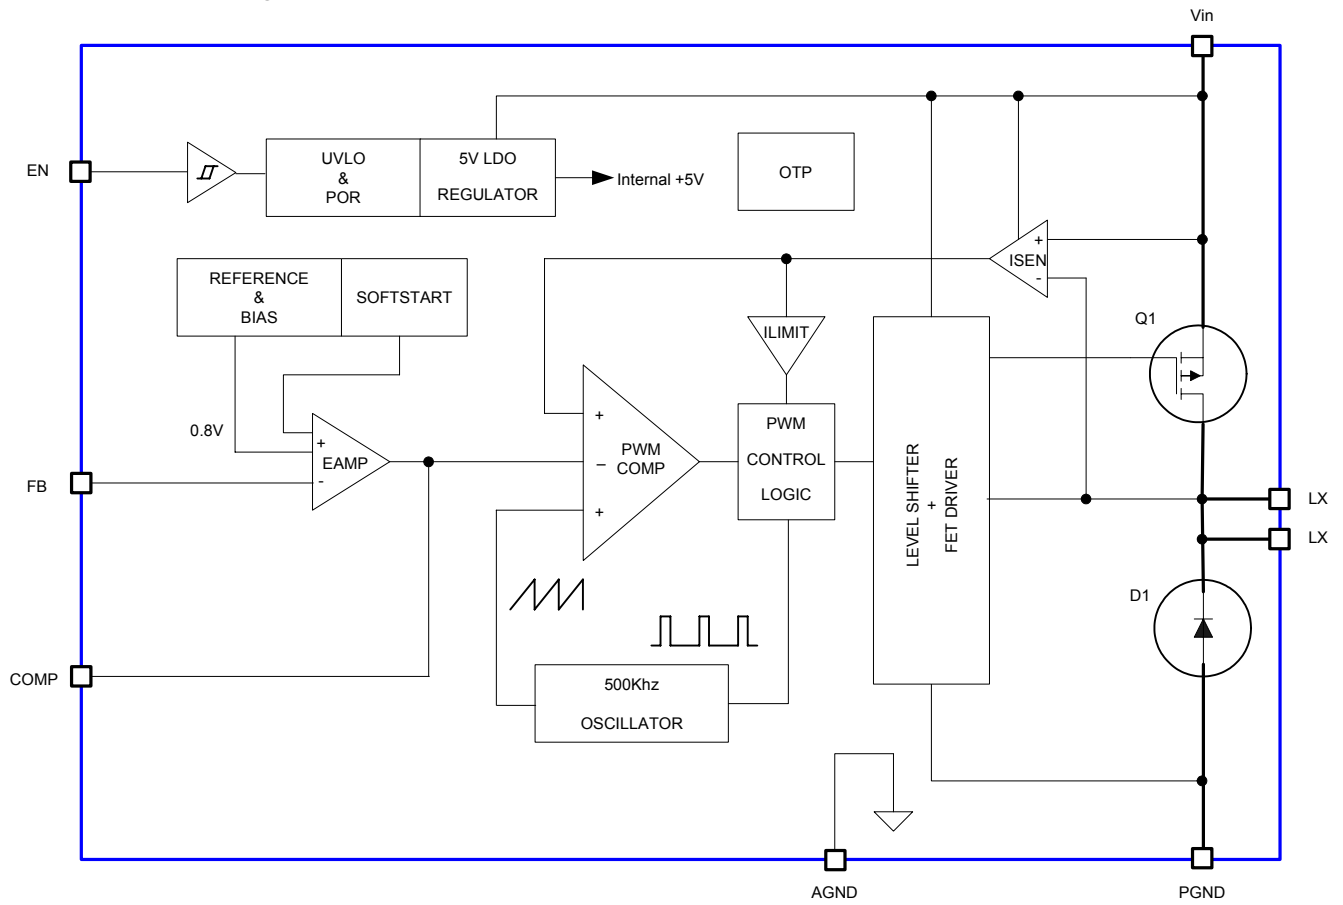 Vin
EN
UVLO
&
POR
5V LDO
REGULATOR
Internal +5V
OTP
+
ISEN
-
REFERENCE
&
BIAS
SOFTSTART
Q1
ILIMIT
0.8V
+
EAMP
-
+
PWM
COMP
–
+
PWM
CONTROL
LOGIC
LEVEL SHIFTER
+
FET DRIVER
FB
LX
LX
D1
COMP
500Khz
OSCILLATOR
AGND
PGND